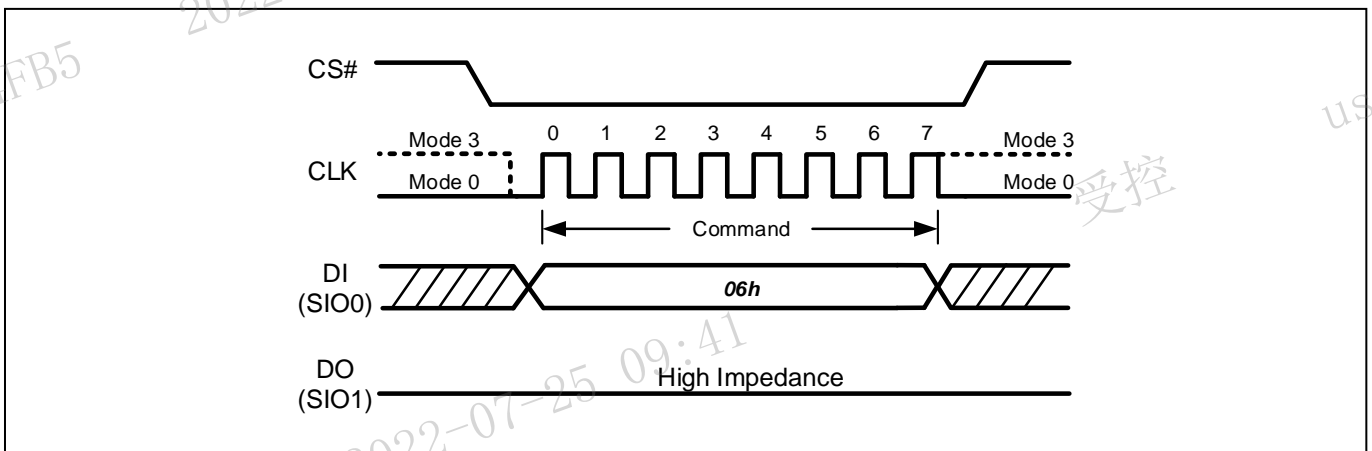 CS#
Mode 3
0 1 2 3 4 5 6 7
Mode 3
CLK
Mode 0
Mode 0
Command
DI
(SIO0)
06h
DO
(SIO1)
High Impedance
受控
2022-07-25 09:41